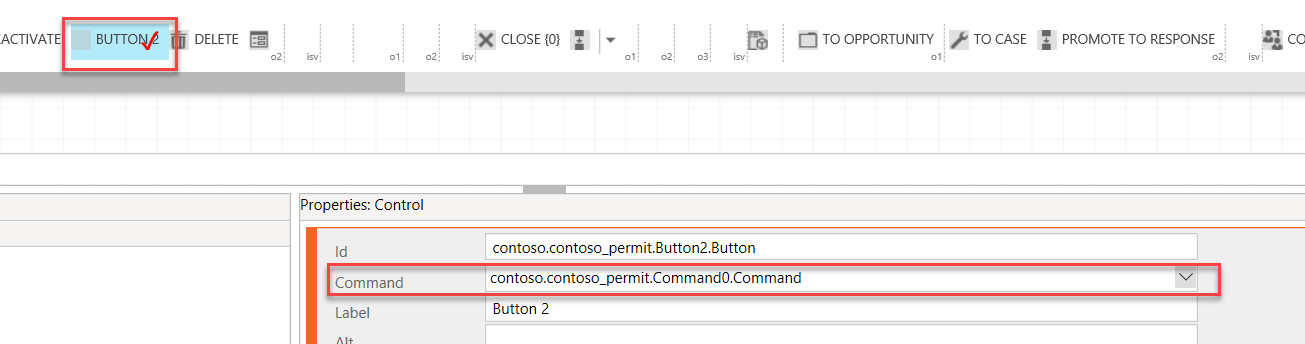 ACTIVATE BUTTON 2 DELETE CLOSE {0} TO OPPORTUNITY TO CASE PROMOTE TO RESPONSE CO
o2 isv o1 o2 isv o1 o2 o3 isv o1 o2 isv
Properties: Control
Id contoso.contoso_permit.Button2.Button
Command contoso.contoso_permit.Command0.Command
Label Button 2
Alt